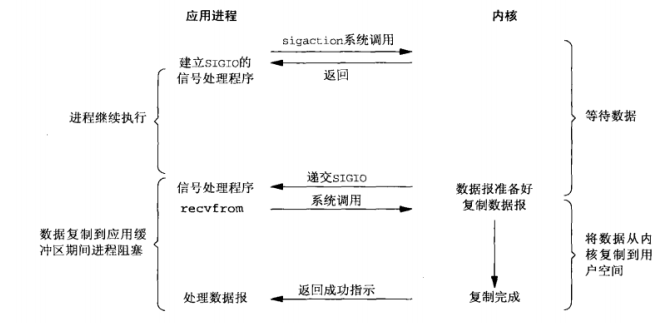 应用进程
内核
sigaction系统调用
建立SIGIO的
信号处理程序
返回
进程继续执行
等待数据
递交SIGIO
信号处理程序
数据报准备好
recvfrom
系统调用
复制数据报
数据复制到应用缓
冲区期间进程阻塞
将数据从内
核复制到用
户空间
处理数据报
返回成功指示
复制完成